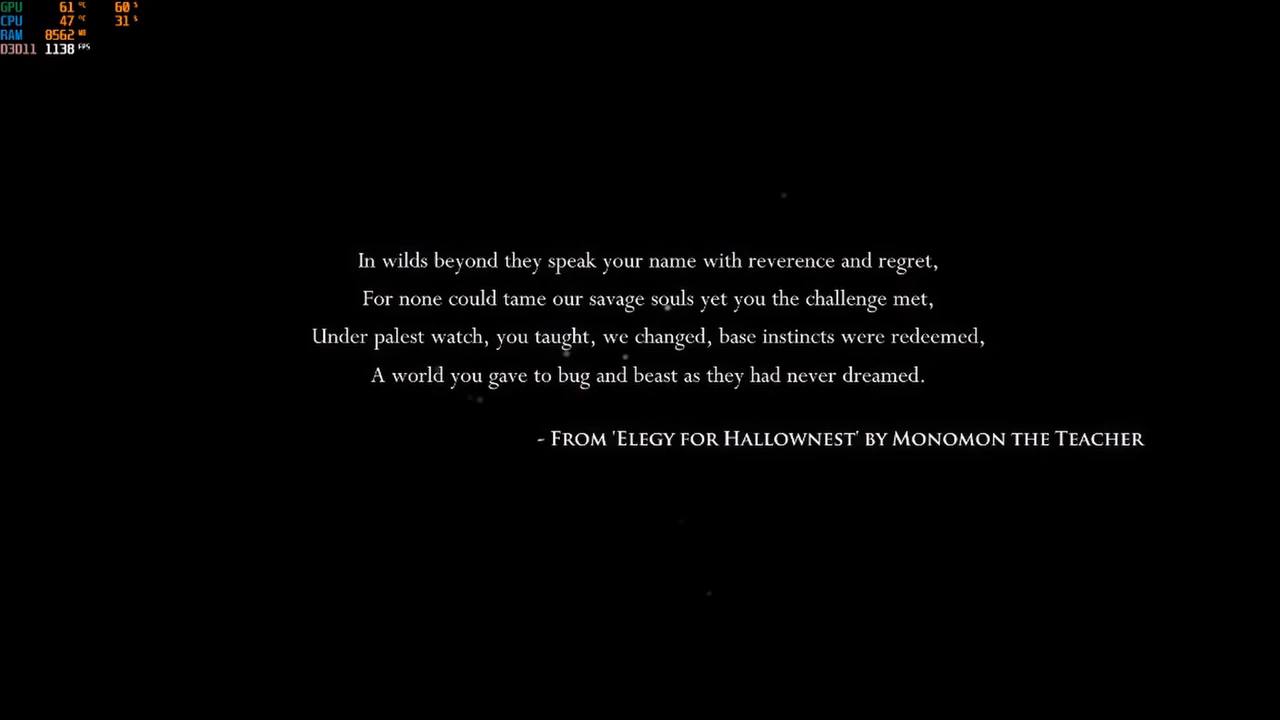 GPU 61 °C 60 %
CPU 47 °C 31 %
RAM 8562 MB
D3D11 1138 FPS
In wilds beyond they speak your name with reverence and regret,
For none could tame our savage souls yet you the challenge met,
Under palest watch, you taught, we changed, base instincts were redeemed,
A world you gave to bug and beast as they had never dreamed.
- From 'Elegy for Hallownest' by Monomon the Teacher